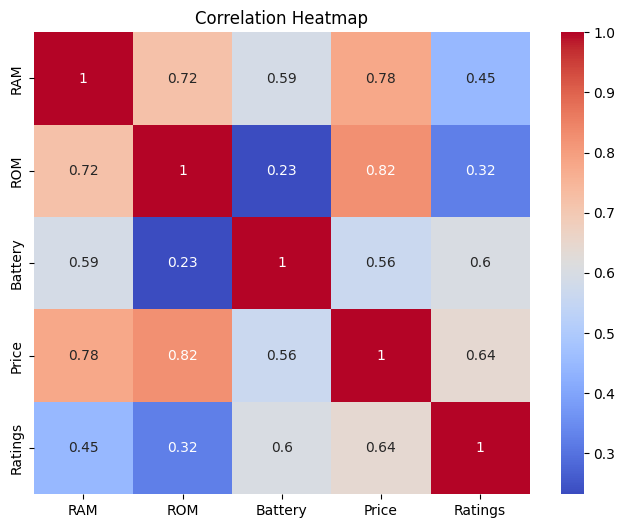 Correlation Heatmap
RAM 1 0.72 0.59 0.78 0.45
ROM 0.72 1 0.23 0.82 0.32
Battery 0.59 0.23 1 0.56 0.6
Price 0.78 0.82 0.56 1 0.64
Ratings 0.45 0.32 0.6 0.64 1
RAM ROM Battery Price Ratings
1.0
0.9
0.8
0.7
0.6
0.5
0.4
0.3